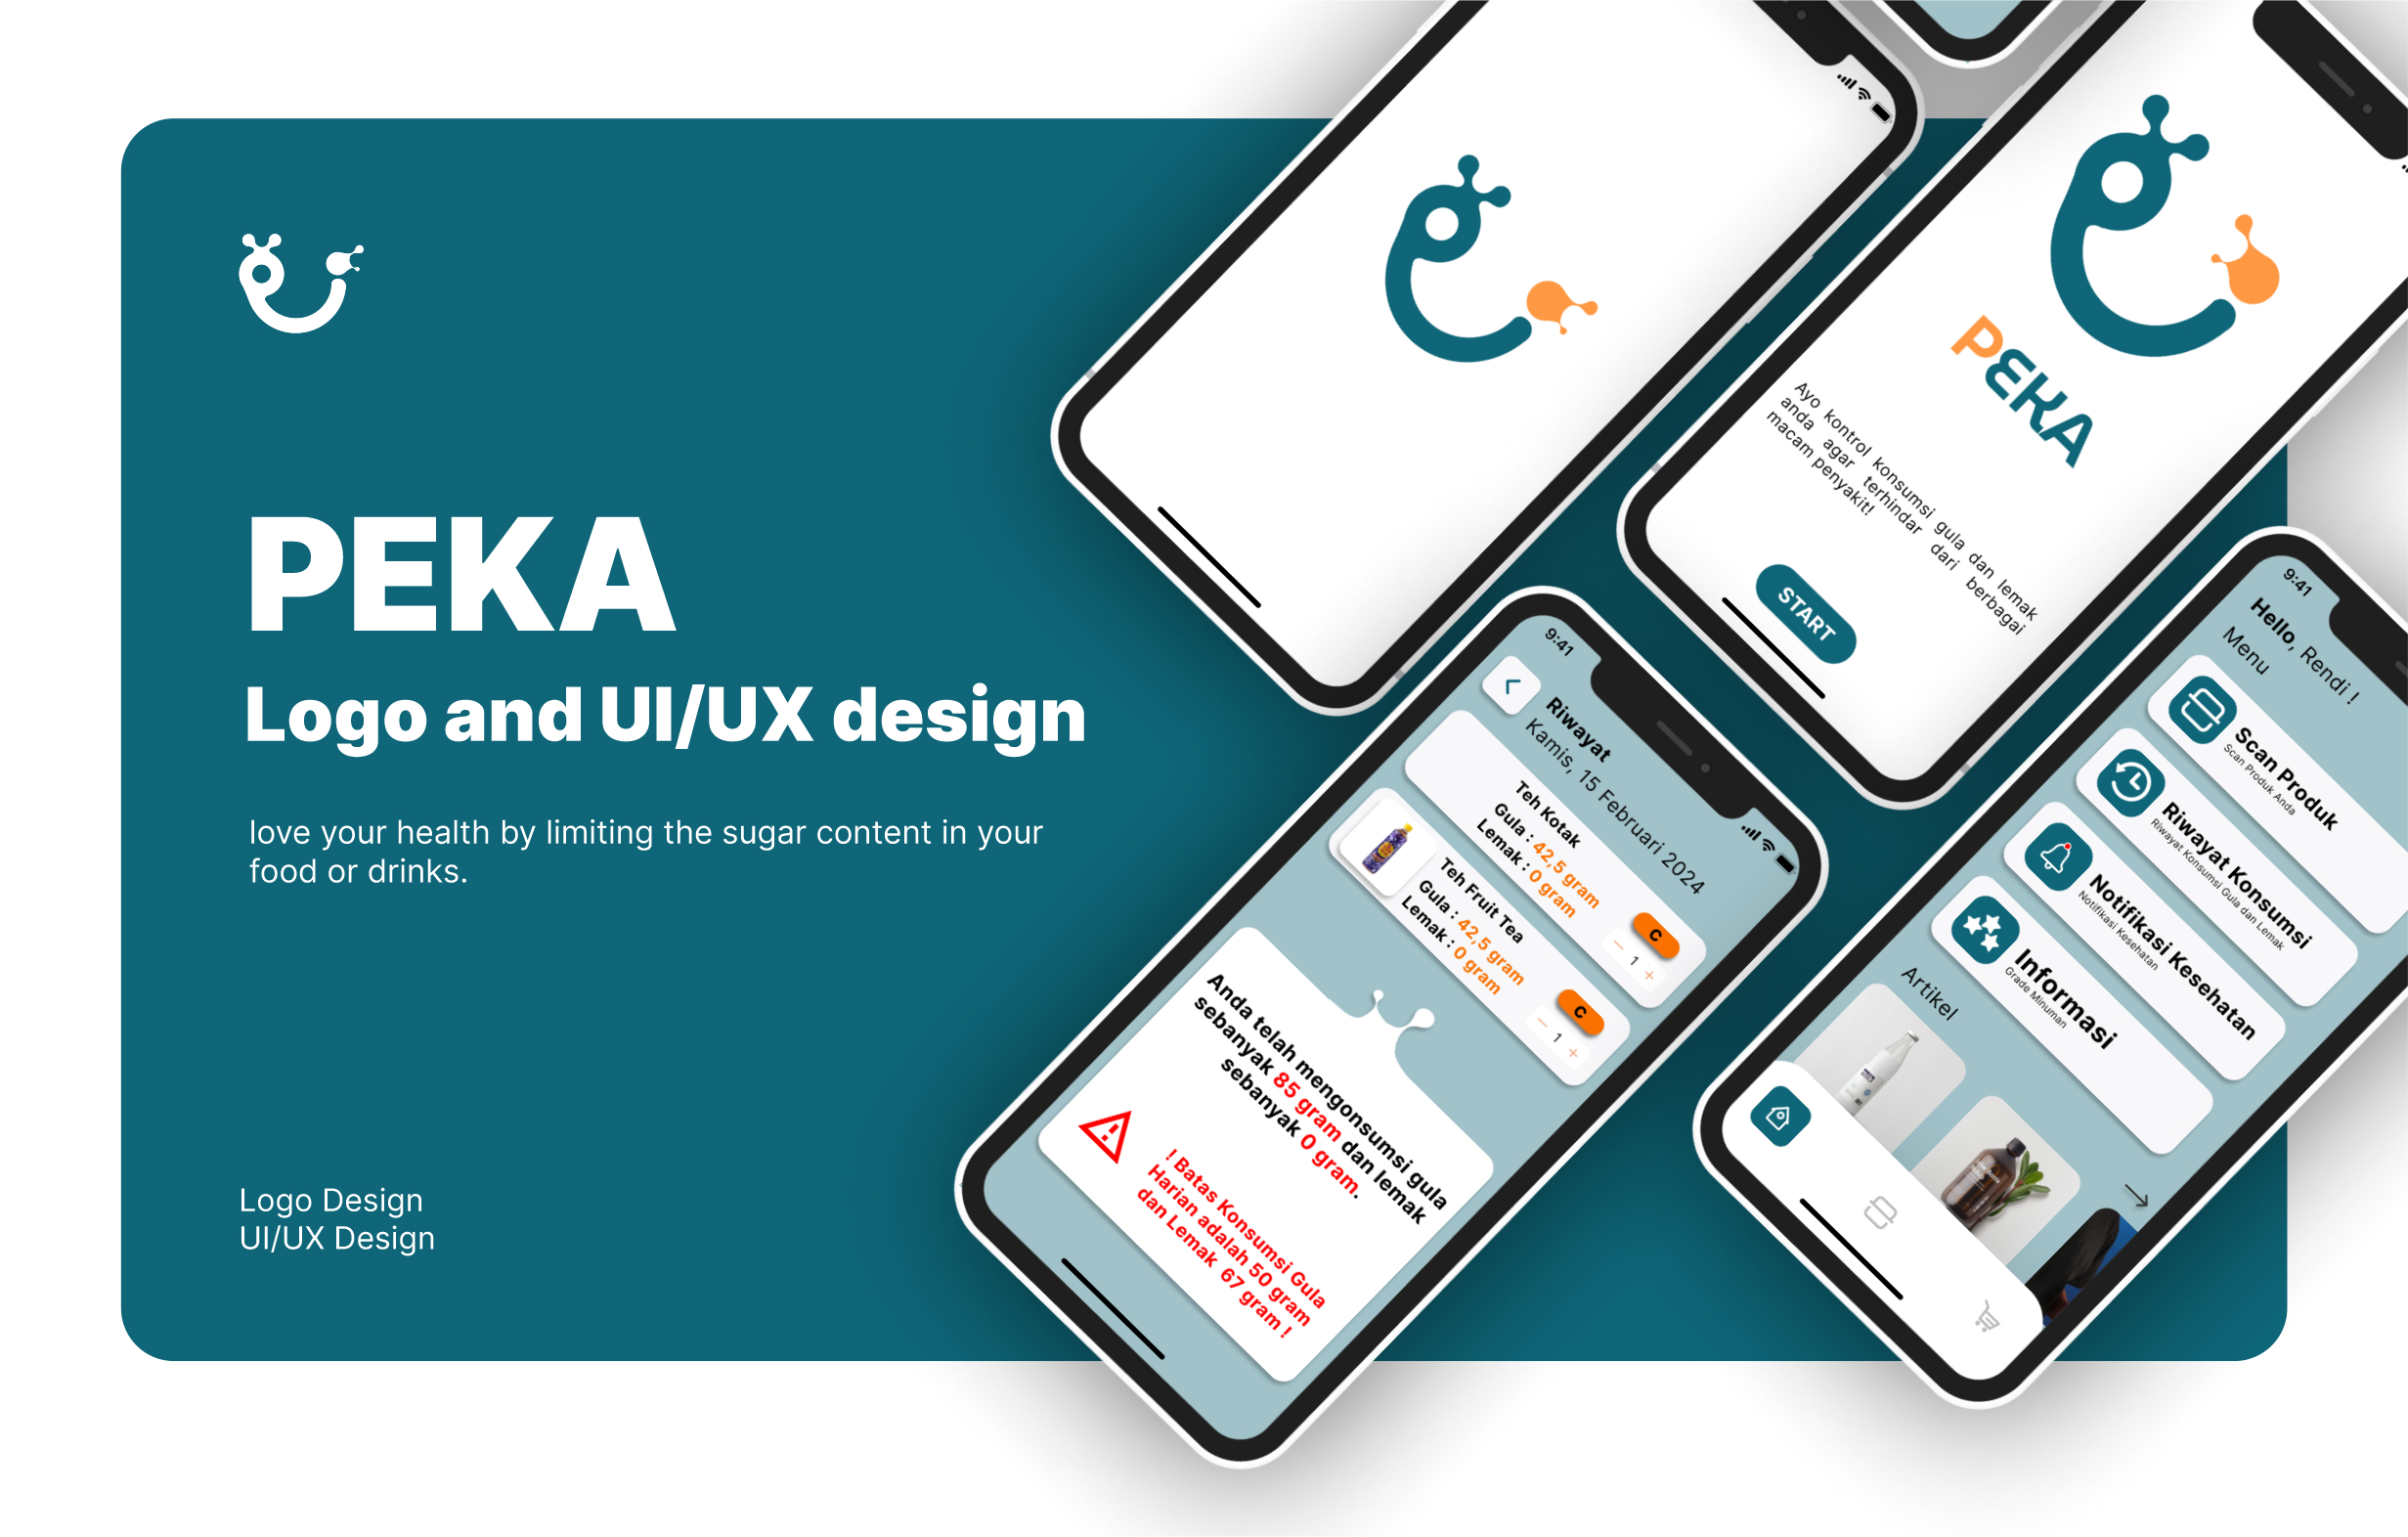 PEKA
Logo and UI/UX design
love your health by limiting the sugar content in your
food or drinks.
Logo Design
UI/UX Design
PEKA
Ayo kontrol konsumsi gula dan lemak
anda agar terhindar dari berbagai
macam penyakit!
START
9:41
Riwayat
Kamis, 15 Februari 2024
Teh Kotak
Gula : 42,5 gram
Lemak : 0 gram
C
1
Teh Fruit Tea
Gula : 42,5 gram
Lemak : 0 gram
C
1
Anda telah mengonsumsi gula
sebanyak 85 gram dan lemak
sebanyak 0 gram.
! Batas Konsumsi Gula
Harian adalah 50 gram
dan Lemak 67 gram !
9:41
Hello, Rendi !
Menu
Scan Produk
Scan Produk Anda
Riwayat Konsumsi
Riwayat Konsumsi Gula dan Lemak
Notifikasi Kesehatan
Notifikasi Kesehatan
Informasi
Grade Minuman
Artikel